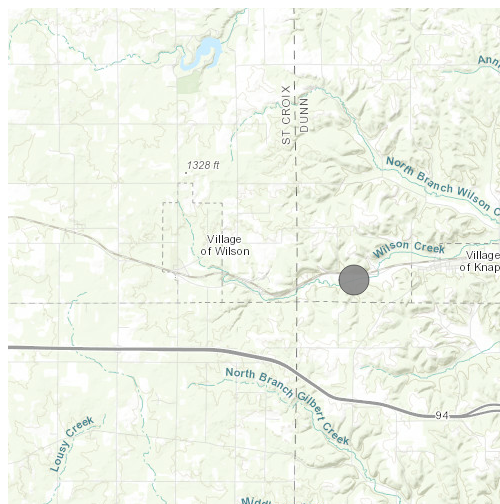 Ann
ST CROIX
DUNN
1328 ft
North Branch Wilson C
Wilson Creek
Village
of Wilson
Village
of Knap
North Branch Gilbert Creek
94
Lousy Creek
Middl